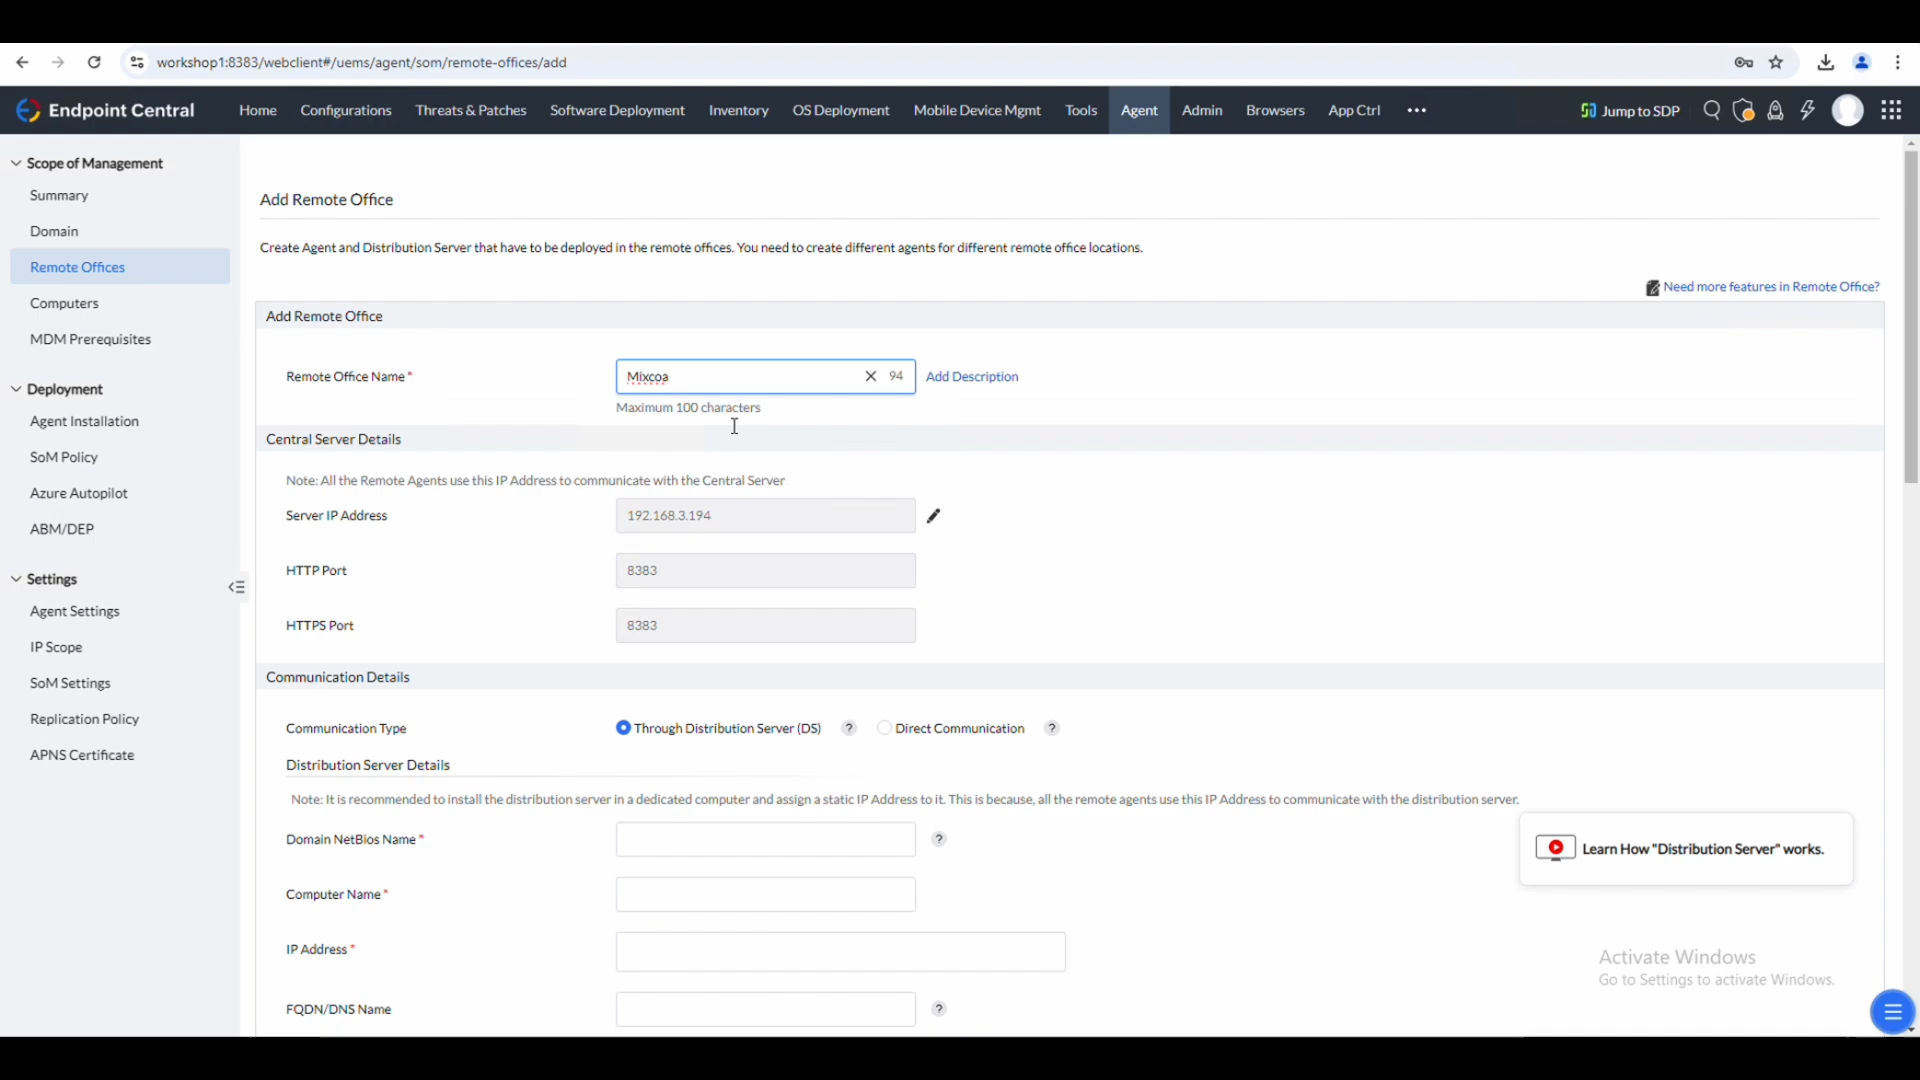 workshop1:8383/webclient#/uems/agent/som/remote-offices/add
Endpoint Central
Home
Configurations
Threats & Patches
Software Deployment
Inventory
OS Deployment
Mobile Device Mgmt
Tools
Agent
Admin
Browsers
App Ctrl
Jump to SDP
Scope of Management
Summary
Domain
Remote Offices
Computers
MDM Prerequisites
Deployment
Agent Installation
SoM Policy
Azure Autopilot
ABM/DEP
Settings
Agent Settings
IP Scope
SoM Settings
Replication Policy
APNS Certificate
Add Remote Office
Create Agent and Distribution Server that have to be deployed in the remote offices. You need to create different agents for different remote office locations.
Need more features in Remote Office?
Add Remote Office
Remote Office Name* Mixcoa 94 Add Description
Maximum 100 characters
Central Server Details
Note: All the Remote Agents use this IP Address to communicate with the Central Server
Server IP Address 192.168.3.194
HTTP Port 8383
HTTPS Port 8383
Communication Details
Communication Type Through Distribution Server (DS) ? Direct Communication ?
Distribution Server Details
Note: It is recommended to install the distribution server in a dedicated computer and assign a static IP Address to it. This is because, all the remote agents use this IP Address to communicate with the distribution server.
Domain NetBios Name* ?
Learn How "Distribution Server" works.
Computer Name*
IP Address*
Activate Windows
Go to Settings to activate Windows.
FQDN/DNS Name ?